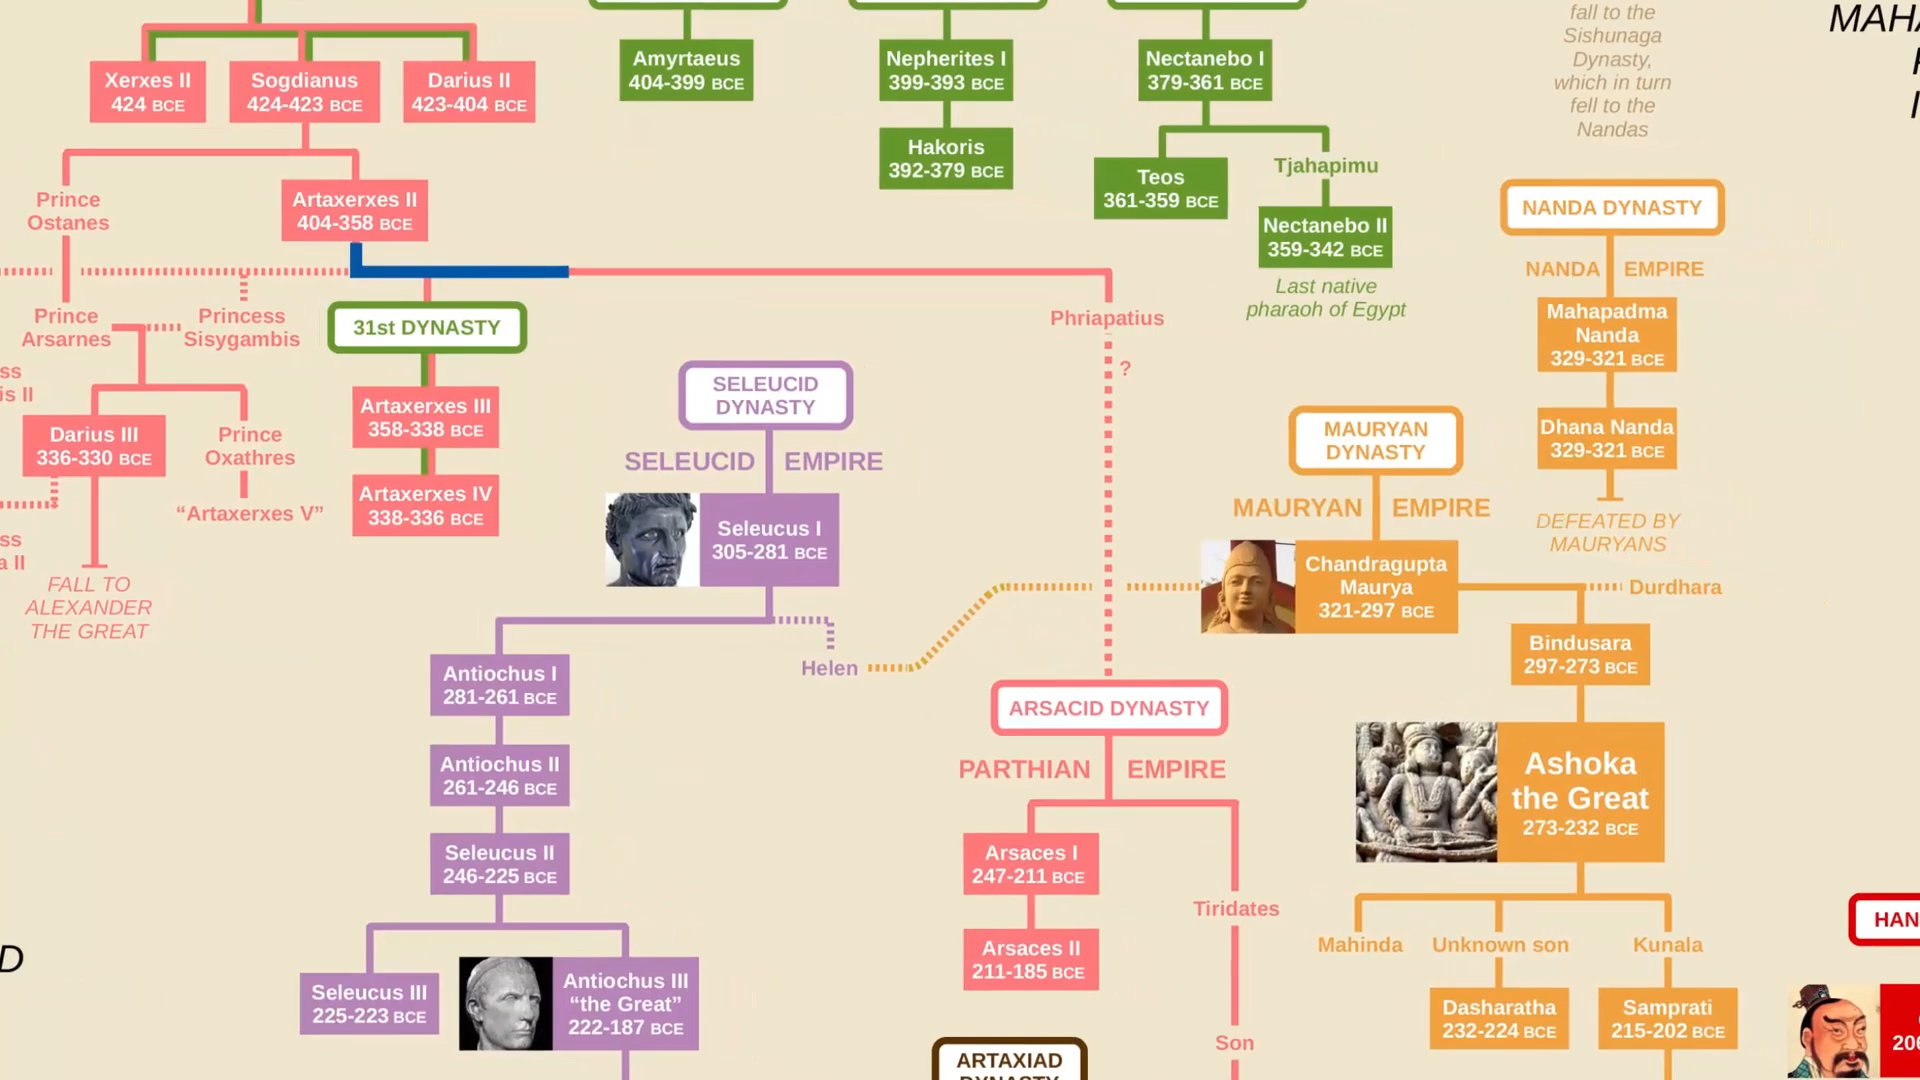 fall to the
Sishunaga
Dynasty,
which in turn
fell to the
Nandas
Xerxes II
424 BCE
Sogdianus
424-423 BCE
Darius II
423-404 BCE
Amyrtaeus
404-399 BCE
Nepherites I
399-393 BCE
Nectanebo I
379-361 BCE
Hakoris
392-379 BCE
Teos
361-359 BCE
Tjahapimu
Nectanebo II
359-342 BCE
Last native
pharaoh of Egypt
Prince
Ostanes
Artaxerxes II
404-358 BCE
NANDA DYNASTY
NANDA EMPIRE
Mahapadma
Nanda
329-321 BCE
Dhana Nanda
329-321 BCE
DEFEATED BY
MAURYANS
Prince
Arsarnes
Princess
Sisygambis
31st DYNASTY
Phriapatius
?
Darius III
336-330 BCE
Prince
Oxathres
"Artaxerxes V"
Artaxerxes III
358-338 BCE
Artaxerxes IV
338-336 BCE
FALL TO
ALEXANDER
THE GREAT
SELEUCID
DYNASTY
SELEUCID EMPIRE
Seleucus I
305-281 BCE
MAURYAN
DYNASTY
MAURYAN EMPIRE
Chandragupta
Maurya
321-297 BCE
Durdhara
Bindusara
297-273 BCE
Helen
Antiochus I
281-261 BCE
Antiochus II
261-246 BCE
Seleucus II
246-225 BCE
Seleucus III
225-223 BCE
Antiochus III
“the Great”
222-187 BCE
ARSACID DYNASTY
PARTHIAN EMPIRE
Arsaces I
247-211 BCE
Arsaces II
211-185 BCE
Tiridates
Son
ARTAXIAD
DYNASTY
Ashoka
the Great
273-232 BCE
Mahinda
Unknown son
Kunala
Dasharatha
232-224 BCE
Samprati
215-202 BCE
HAN